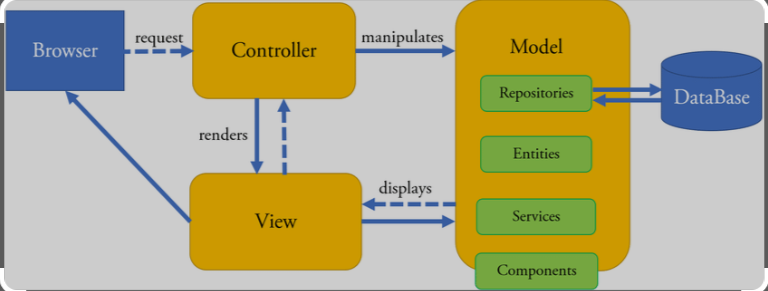 Browser
request
Controller
manipulates
Model
Repositories
DataBase
renders
Entities
displays
View
Services
Components